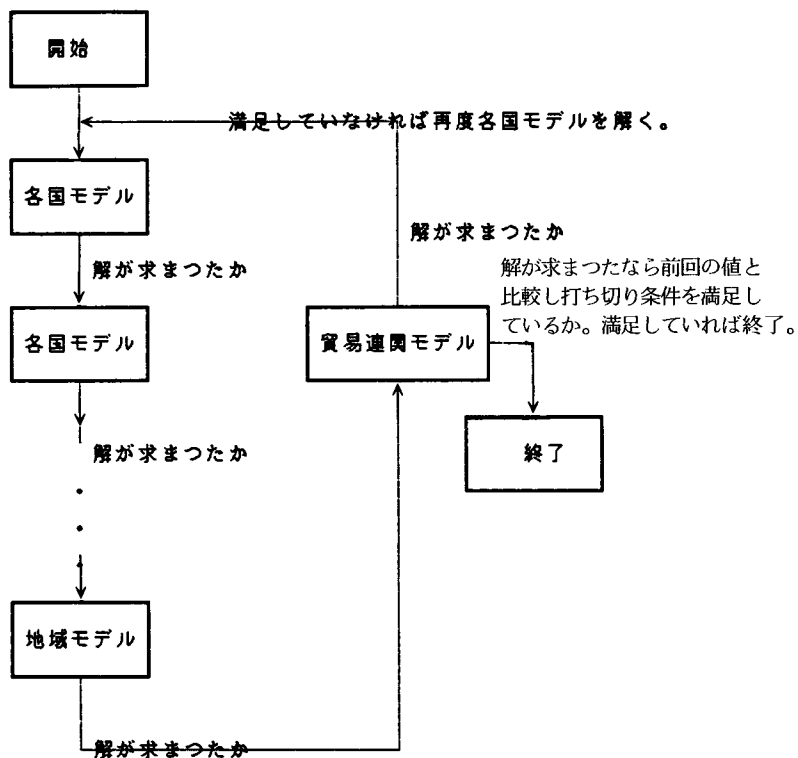 開始
満足していなければ再度各国モデルを解く。
各国モデル
解が求まつたか
解が求まつたか
解が求まつたなら前回の値と
比較し打ち切り条件を満足し
ているか。満足していれば終了。
各国モデル
貿易連関モデル
解が求まつたか
終了
地域モデル
解が求まつたか